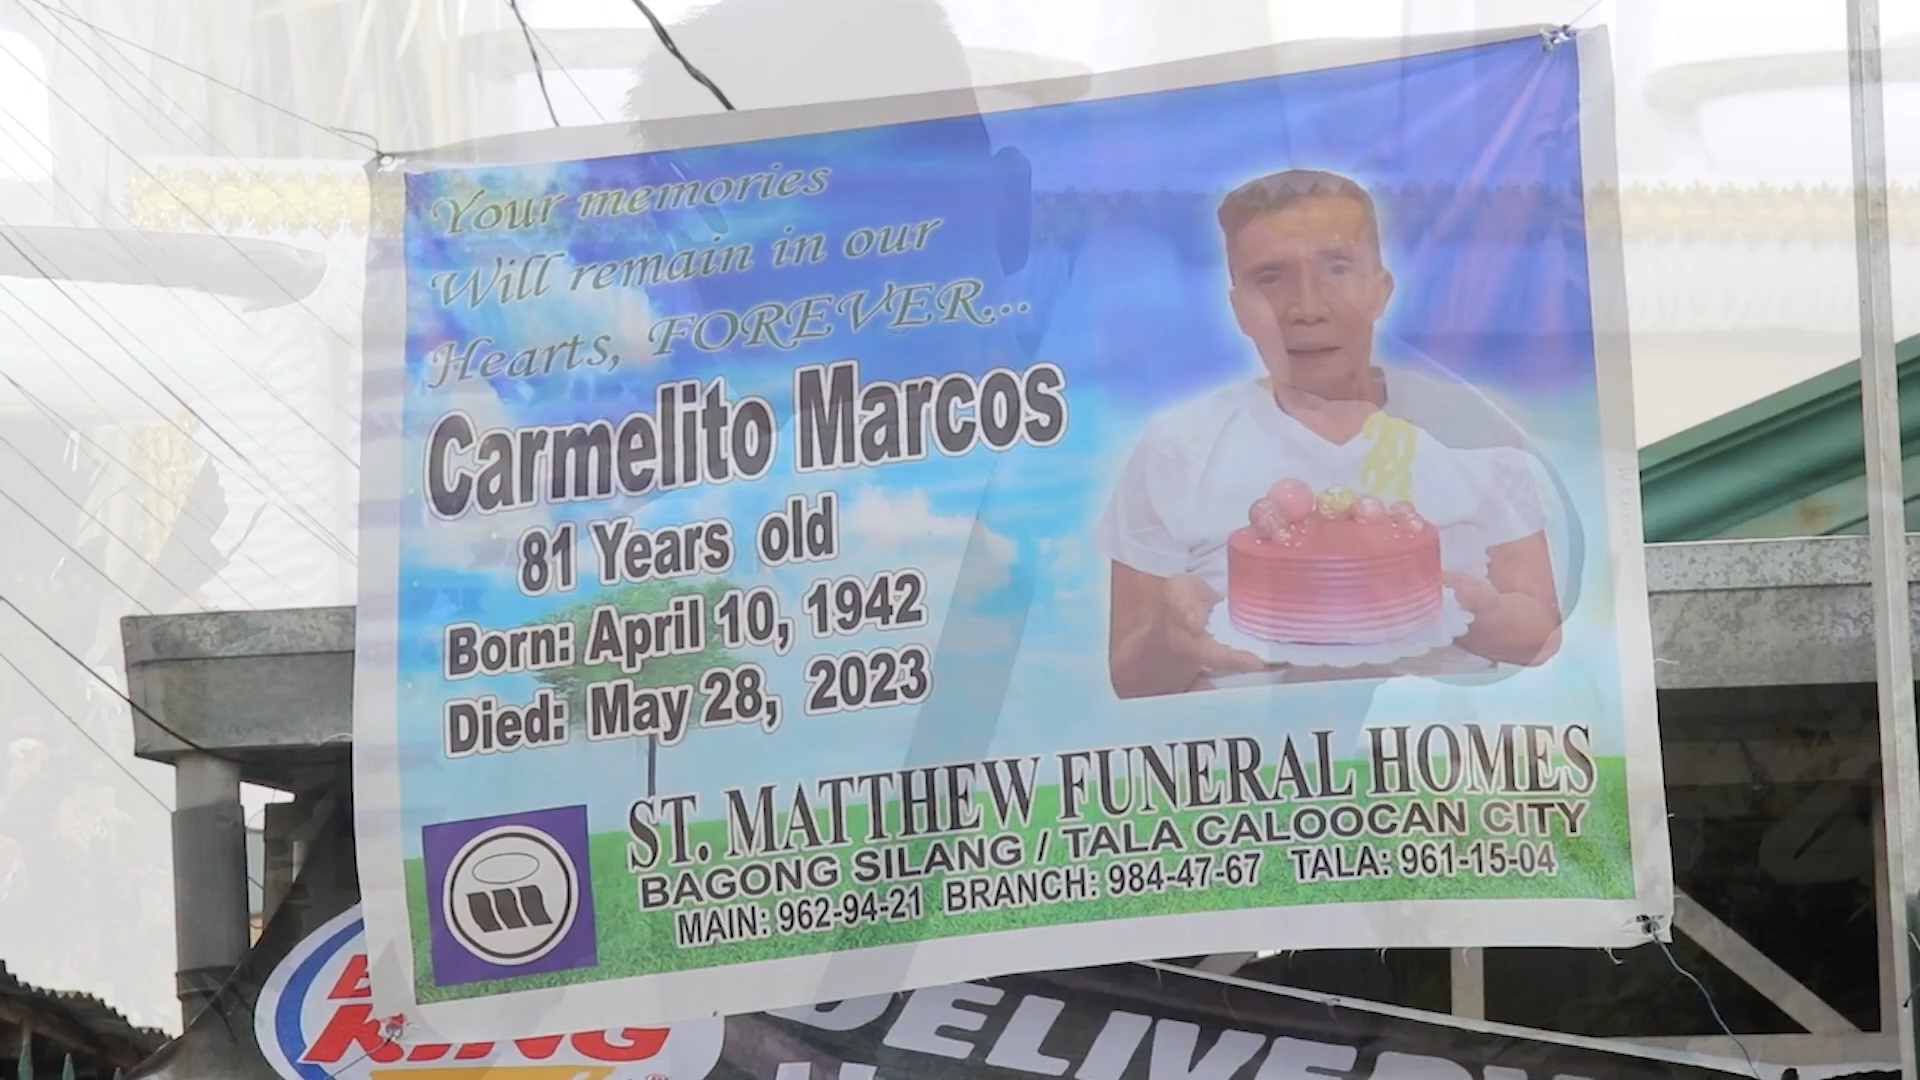 Your memories
Will remain in our
Hearts, FOREVER...
Carmelito Marcos
81 Years old
Born: April 10, 1942
Died: May 28, 2023
ST. MATTHEW FUNERAL HOMES
BAGONG SILANG / TALA CALOOCAN CITY
MAIN: 962-94-21 BRANCH: 984-47-67 TALA: 961-15-04
KING
DELIVERY